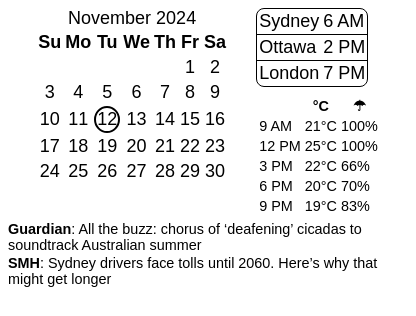 November 2024
Su Mo Tu We Th Fr Sa
1 2
3 4 5 6 7 8 9
10 11 12 13 14 15 16
17 18 19 20 21 22 23
24 25 26 27 28 29 30
Sydney 6 AM
Ottawa 2 PM
London 7 PM
°C ☂
9 AM 21°C 100%
12 PM 25°C 100%
3 PM 22°C 66%
6 PM 20°C 70%
9 PM 19°C 83%
Guardian: All the buzz: chorus of ‘deafening’ cicadas to
soundtrack Australian summer
SMH: Sydney drivers face tolls until 2060. Here’s why that
might get longer